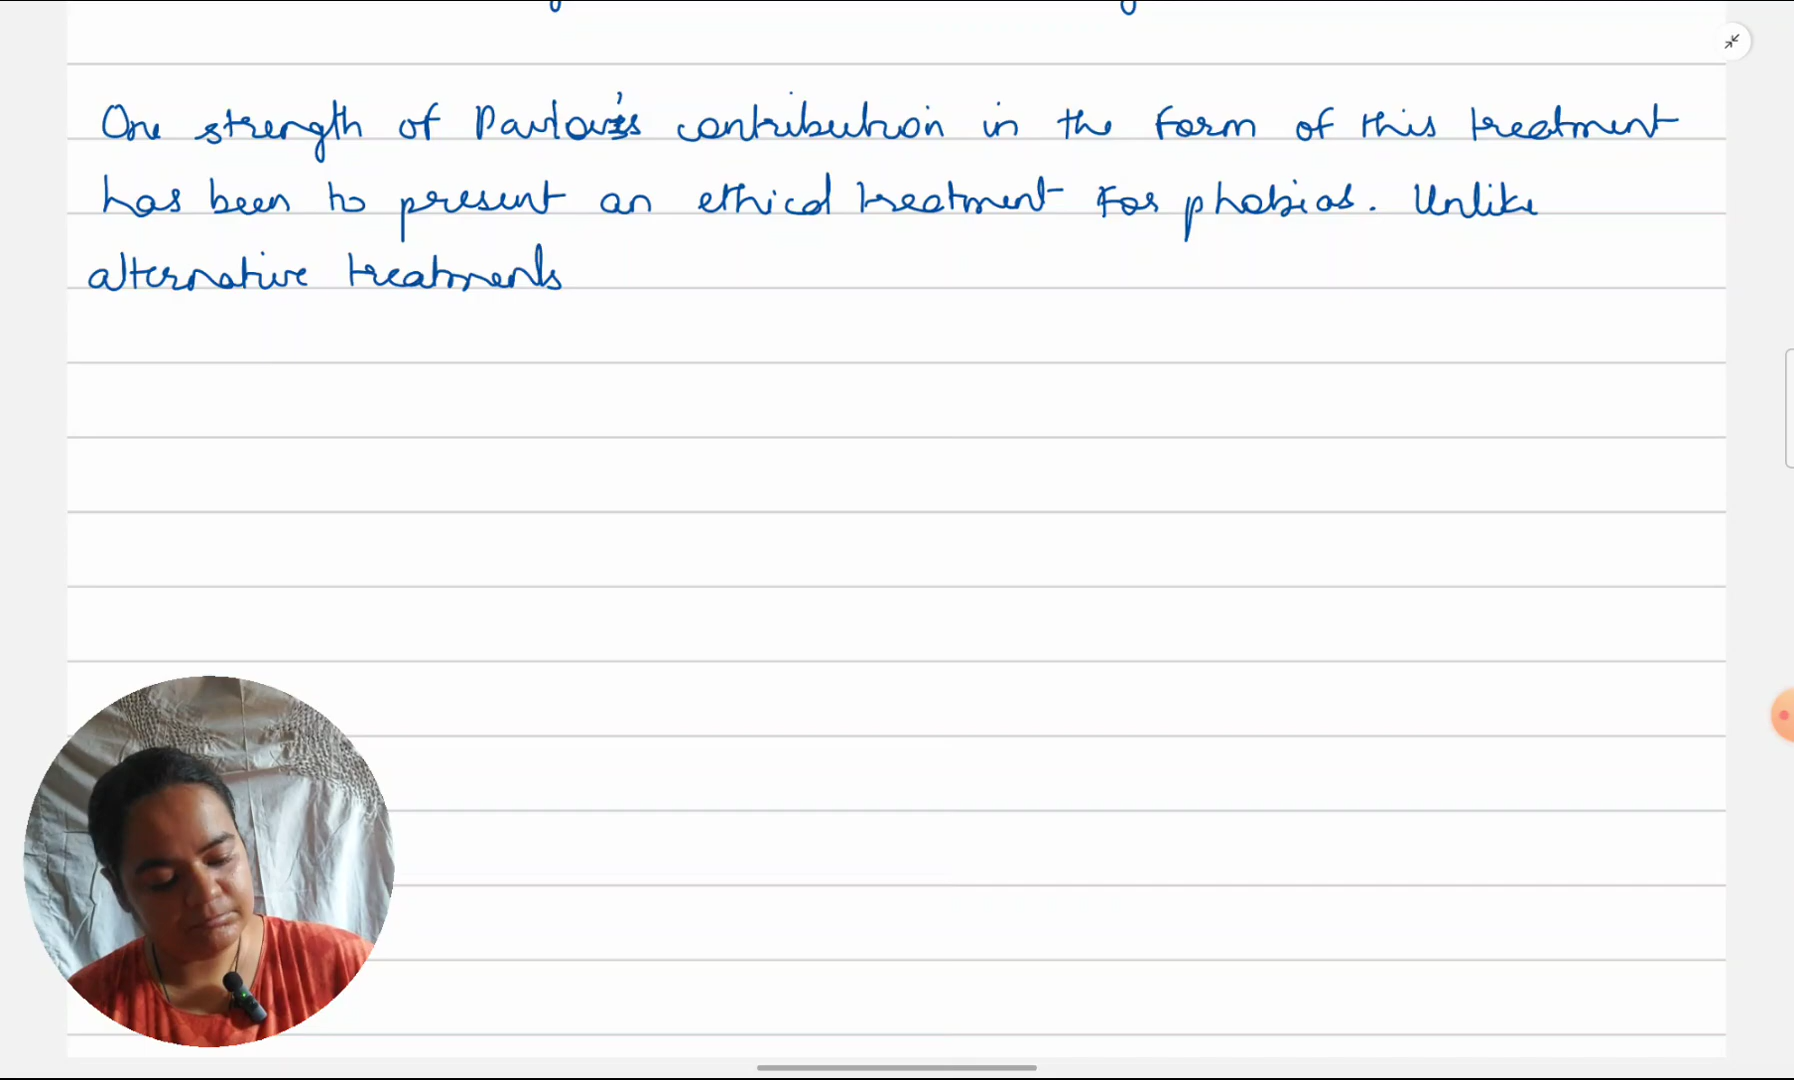 One strength of Pavlov's contribution in the form of this treatment
has been to present an ethical treatment for phobias. Unlike
alternative treatments